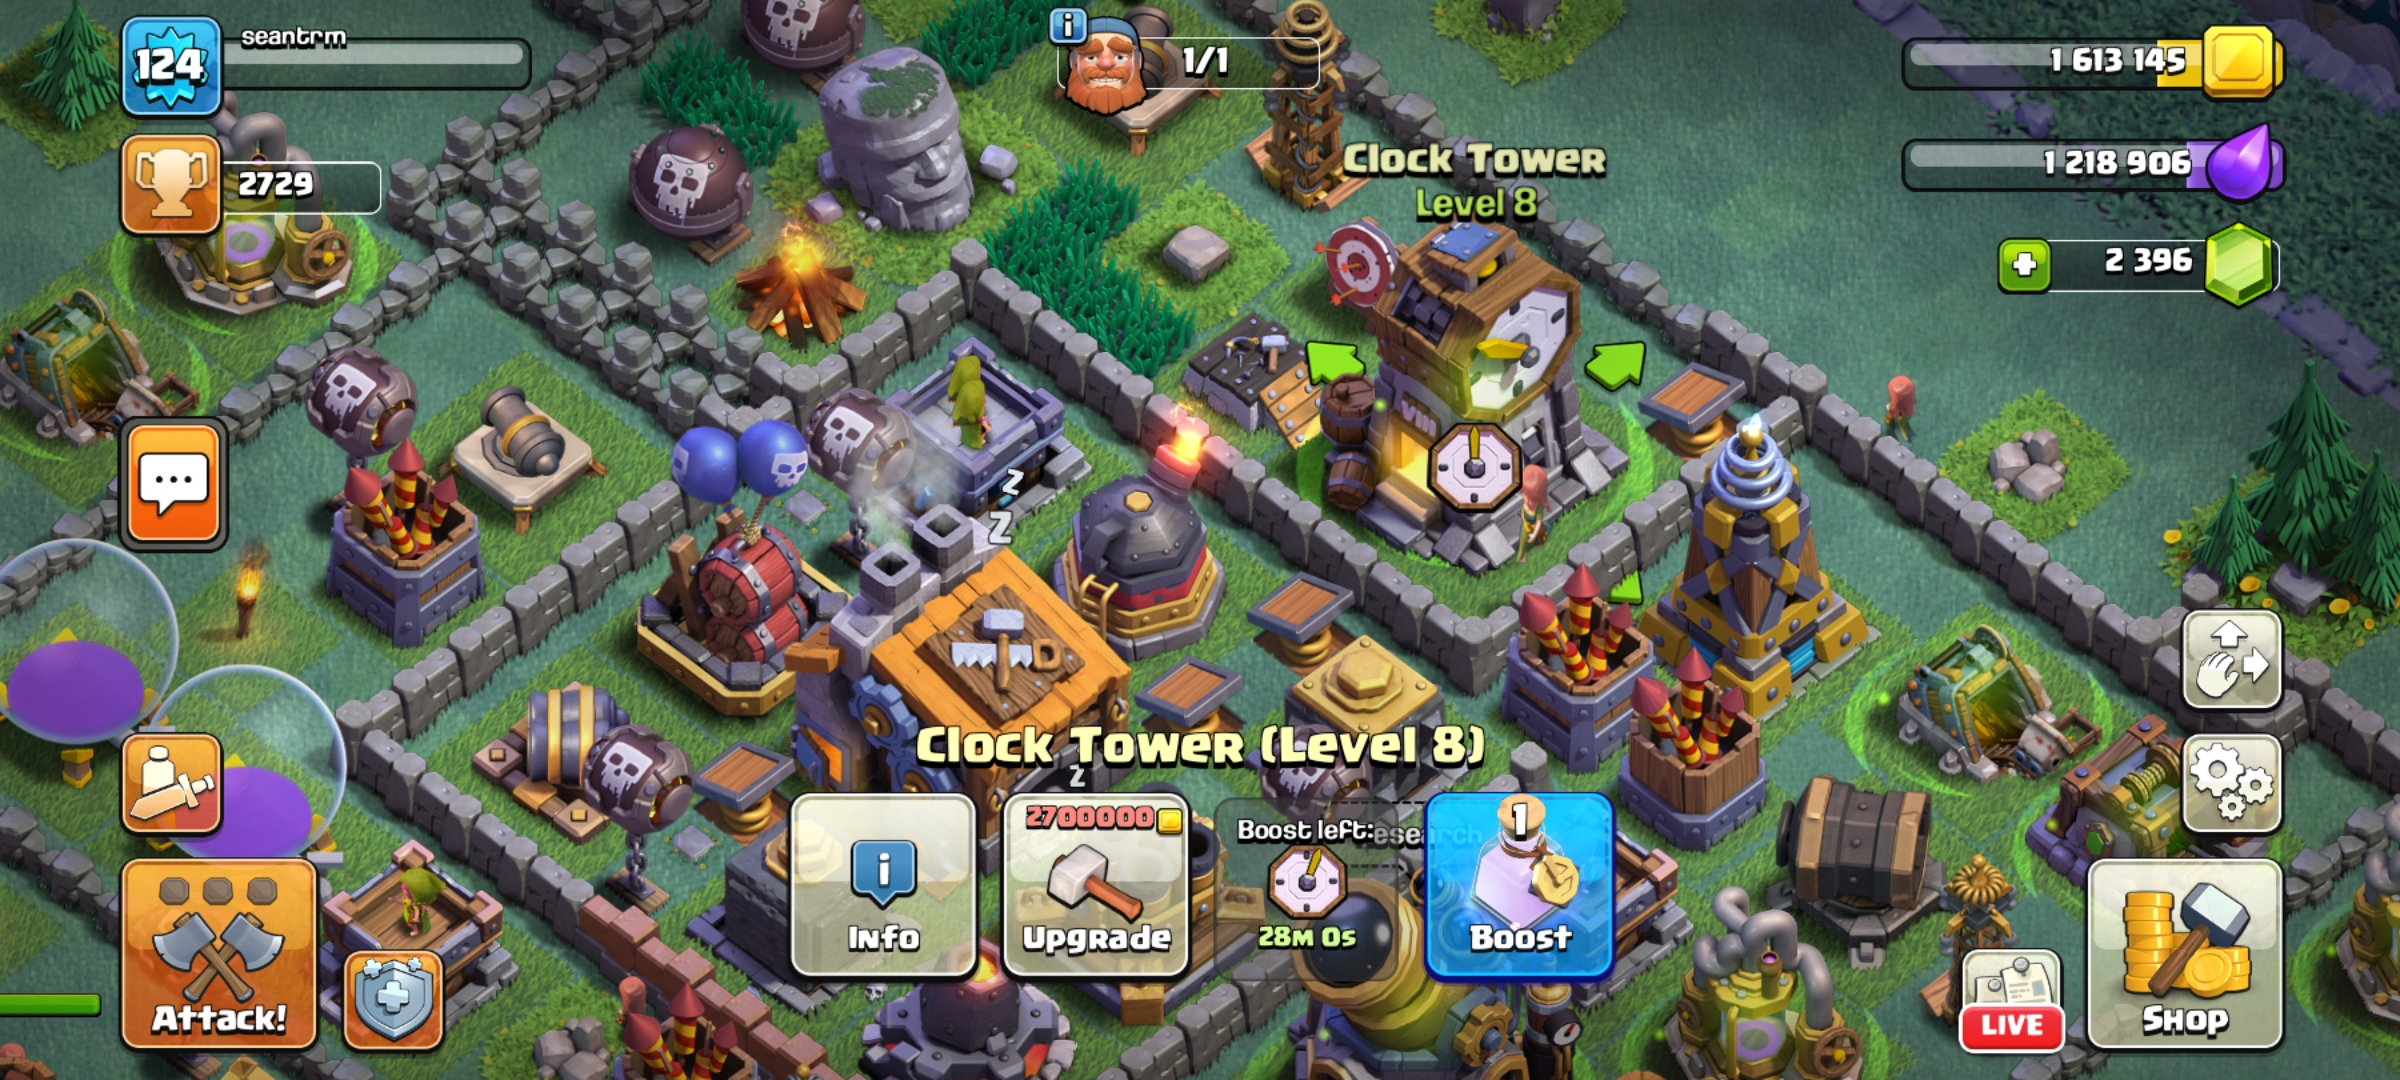 124
seantrm
1/1
1 613 145
2729
1 218 906
2 396
Clock Tower
Level 8
VIII
z
z
Clock Tower (Level 8)
z
2700000
Boost left:
1
Info
Upgrade
28M 0s
Boost
Attack!
LIVE
Shop